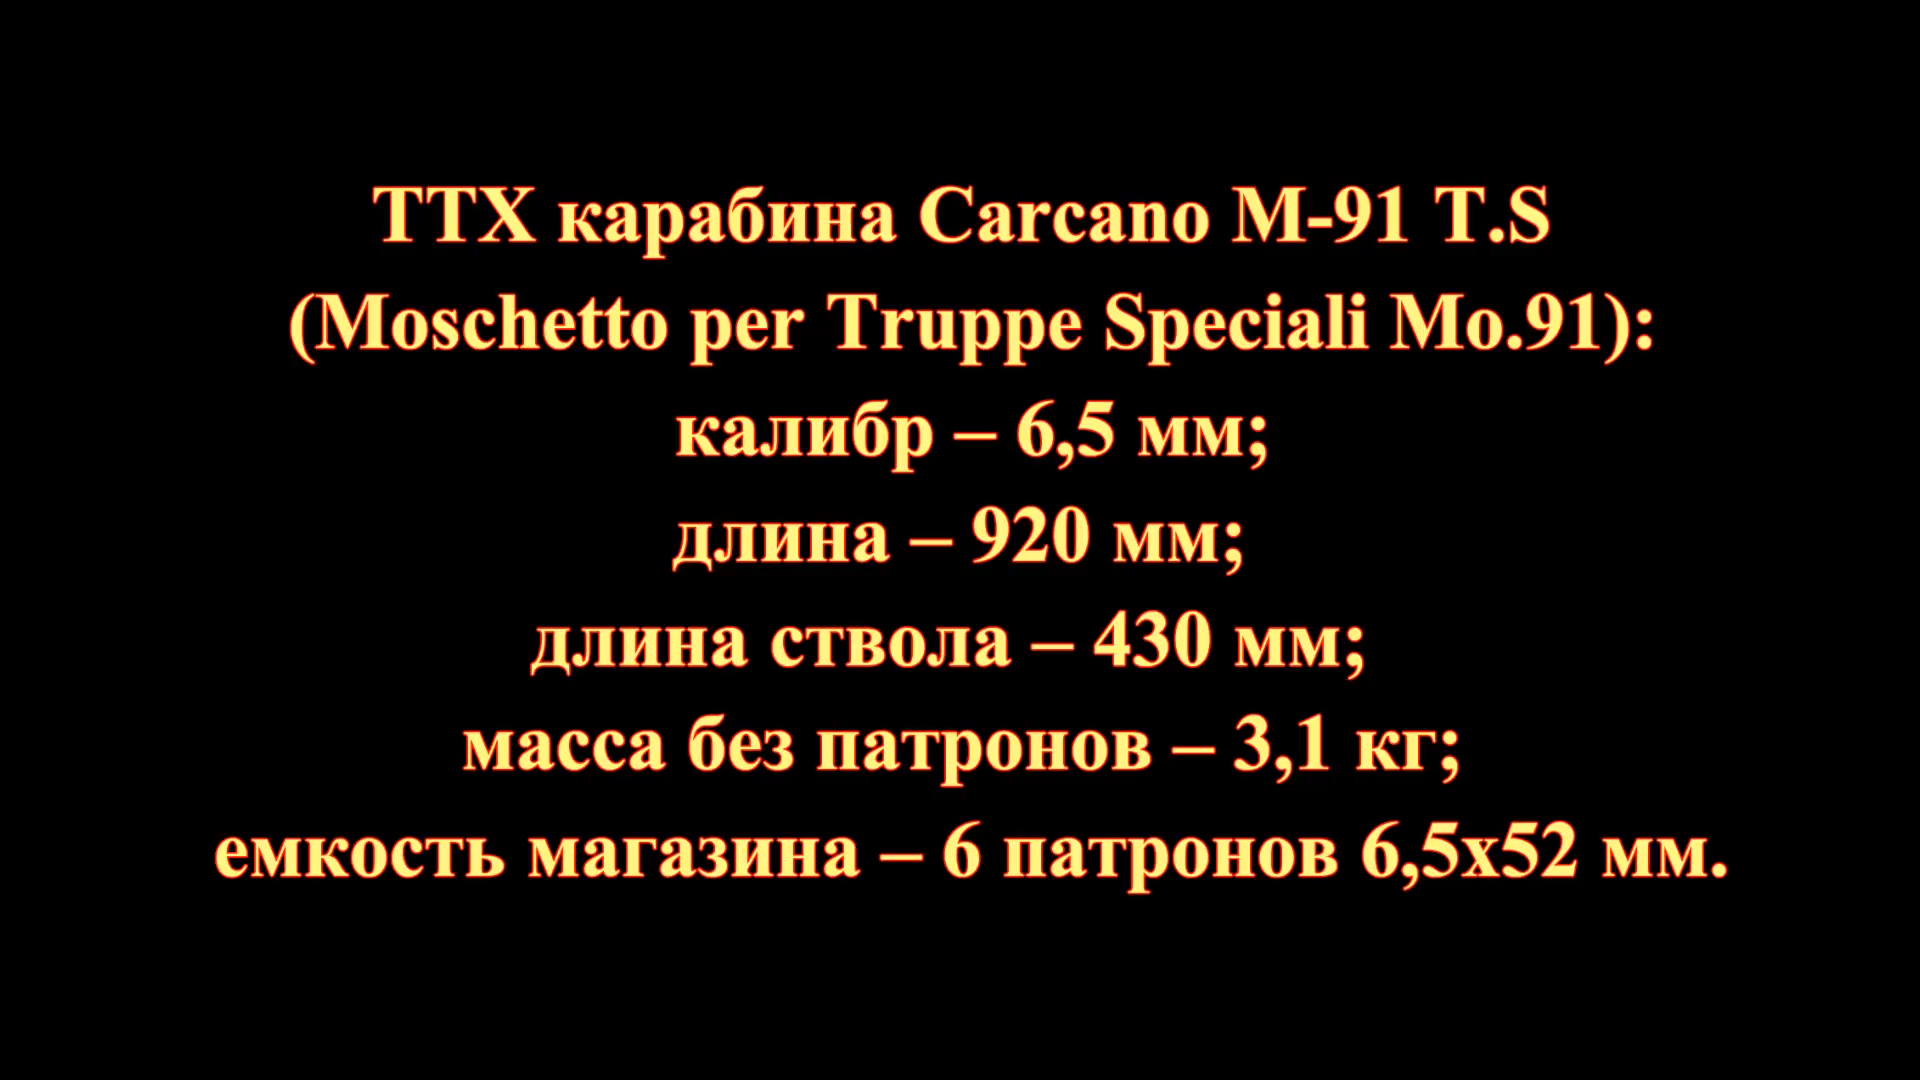 ТТХ карабина Carcano M-91 T.S
(Moschetto per Truppe Speciali Mo.91):
калибр – 6,5 мм;
длина – 920 мм;
длина ствола – 430 мм;
масса без патронов – 3,1 кг;
емкость магазина – 6 патронов 6,5х52 мм.